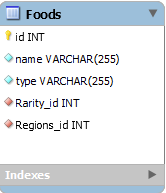 Foods
id INT
name VARCHAR(255)
type VARCHAR(255)
Rarity_id INT
Regions_id INT
Indexes